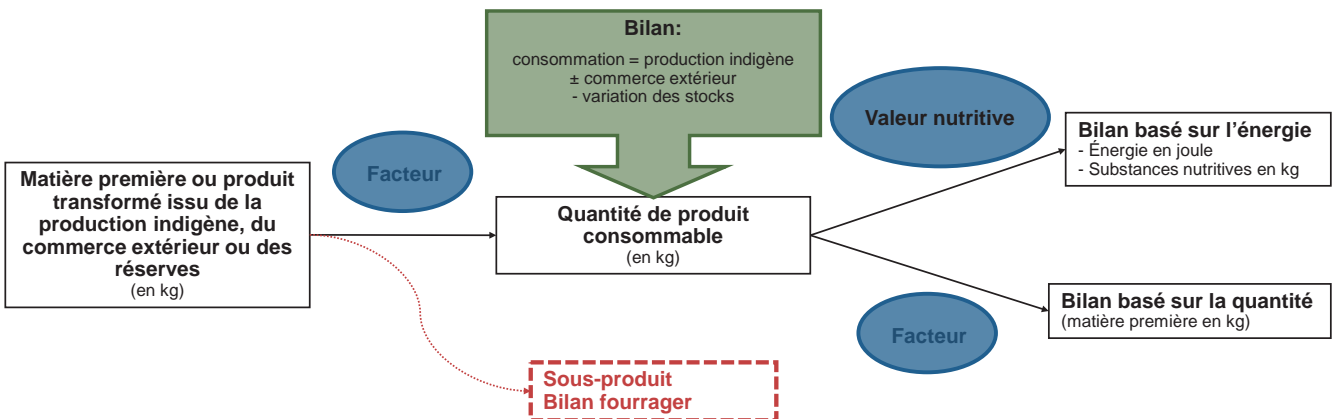 Bilan:
consommation = production indigène
± commerce extérieur
- variation des stocks
Valeur nutritive
Bilan basé sur l’énergie
- Énergie en joule
- Substances nutritives en kg
Facteur
Matière première ou produit
transformé issu de la
production indigène, du
commerce extérieur ou des
réserves
(en kg)
Quantité de produit
consommable
(en kg)
Bilan basé sur la quantité
(matière première en kg)
Facteur
Sous-produit
Bilan fourrager